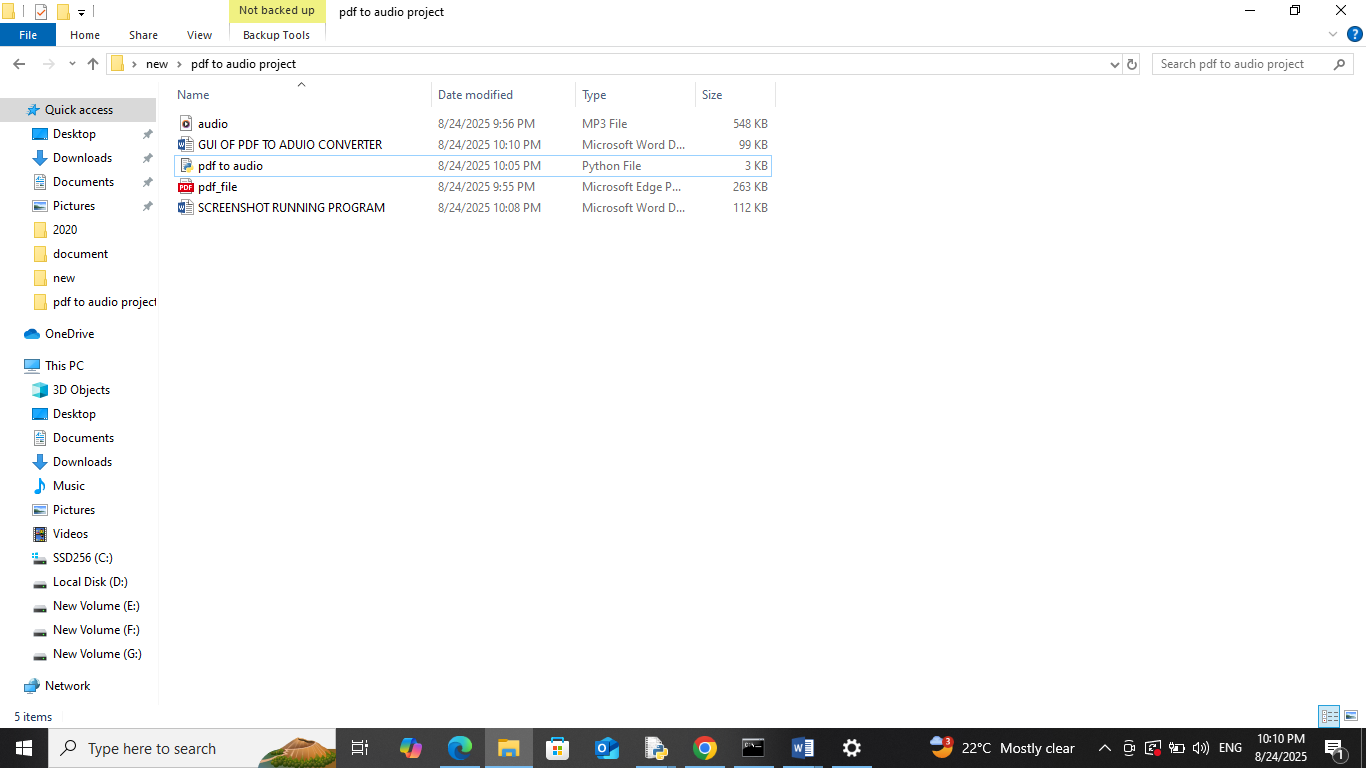 Not backed up
pdf to audio project
File Home Share View Backup Tools
new pdf to audio project
Search pdf to audio project
Name Date modified Type Size
audio 8/24/2025 9:56 PM MP3 File 548 KB
GUI OF PDF TO ADUIO CONVERTER 8/24/2025 10:10 PM Microsoft Word D... 99 KB
pdf to audio 8/24/2025 10:05 PM Python File 3 KB
pdf_file 8/24/2025 9:55 PM Microsoft Edge P... 263 KB
SCREENSHOT RUNNING PROGRAM 8/24/2025 10:08 PM Microsoft Word D... 112 KB
Quick access
Desktop
Downloads
Documents
Pictures
2020
document
new
pdf to audio project
OneDrive
This PC
3D Objects
Desktop
Documents
Downloads
Music
Pictures
Videos
SSD256 (C:)
Local Disk (D:)
New Volume (E:)
New Volume (F:)
New Volume (G:)
Network
5 items
Type here to search
3
22°C Mostly clear
ENG
10:10 PM
8/24/2025
1